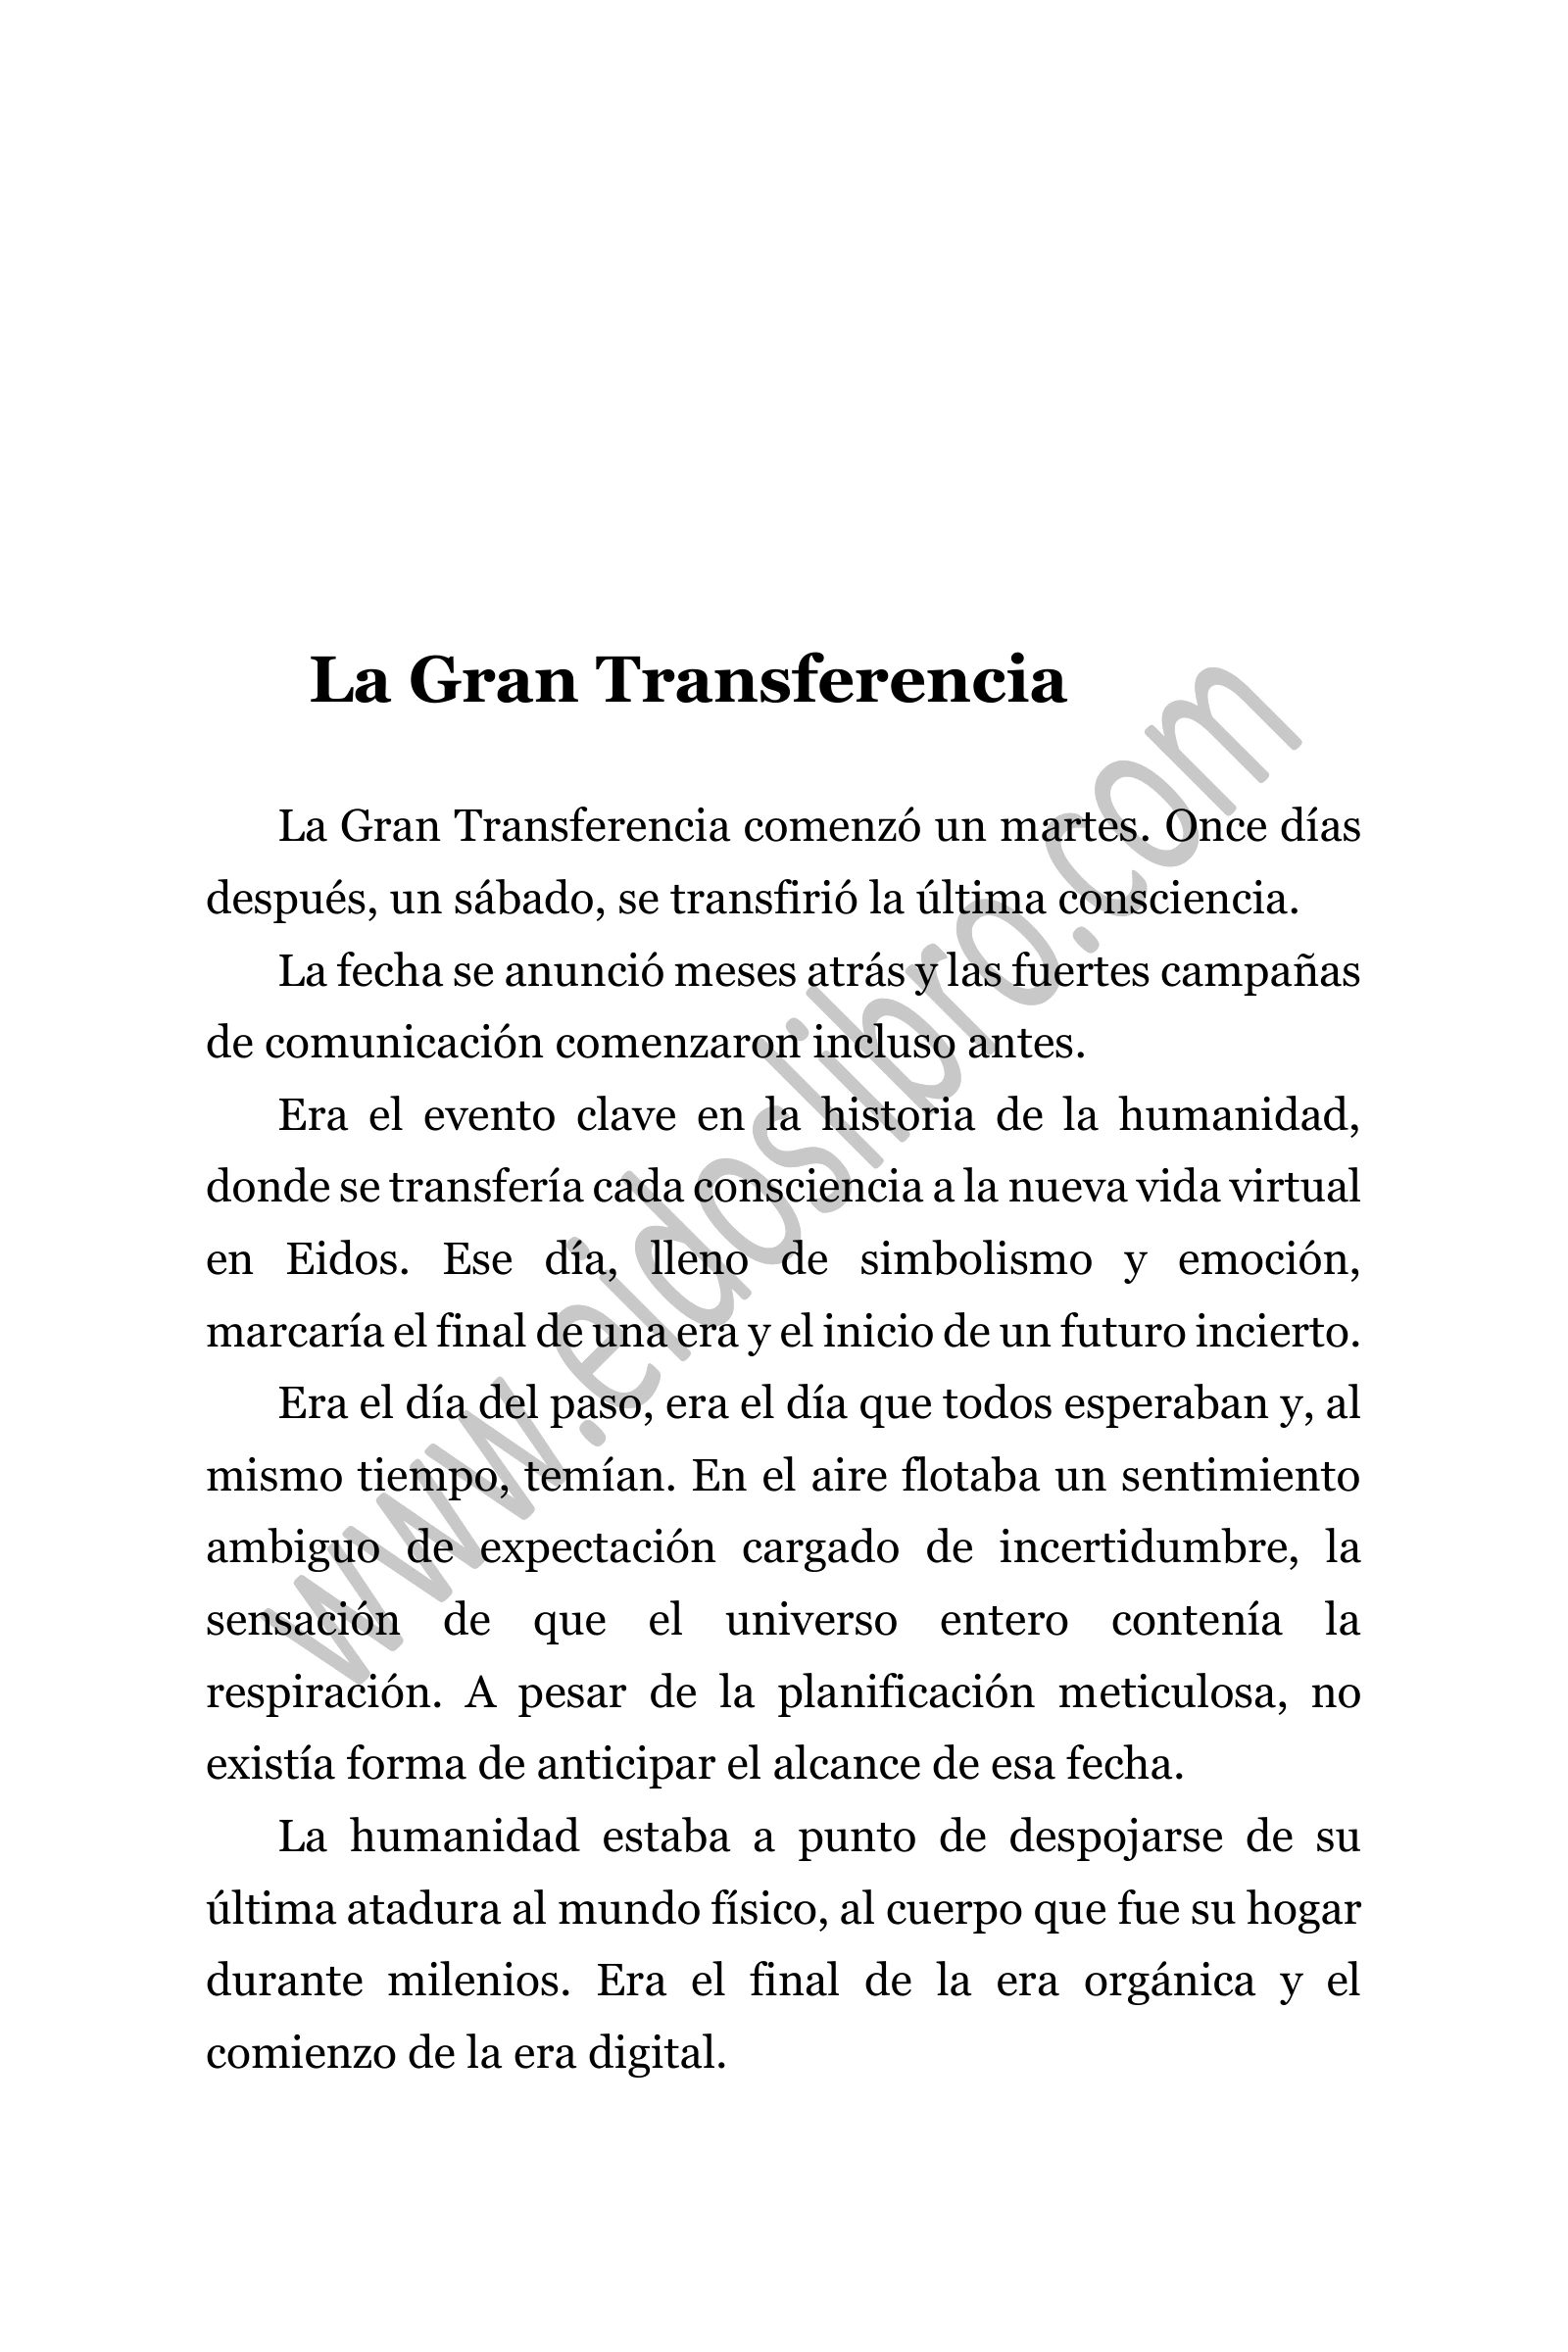 La Gran Transferencia
La Gran Transferencia comenzó un martes. Once días
después, un sábado, se transfirió la última consciencia.
La fecha se anunció meses atrás y las fuertes campañas
de comunicación comenzaron incluso antes.
Era el evento clave en la historia de la humanidad,
donde se transfería cada consciencia a la nueva vida virtual
en Eidos. Ese día, lleno de simbolismo y emoción,
marcaría el final de una era y el inicio de un futuro incierto.
Era el día del paso, era el día que todos esperaban y, al
mismo tiempo, temían. En el aire flotaba un sentimiento
ambiguo de expectación cargado de incertidumbre, la
sensación de que el universo entero contenía la
respiración. A pesar de la planificación meticulosa, no
existía forma de anticipar el alcance de esa fecha.
La humanidad estaba a punto de despojarse de su
última atadura al mundo físico, al cuerpo que fue su hogar
durante milenios. Era el final de la era orgánica y el
comienzo de la era digital.
www.eidoslibro.com